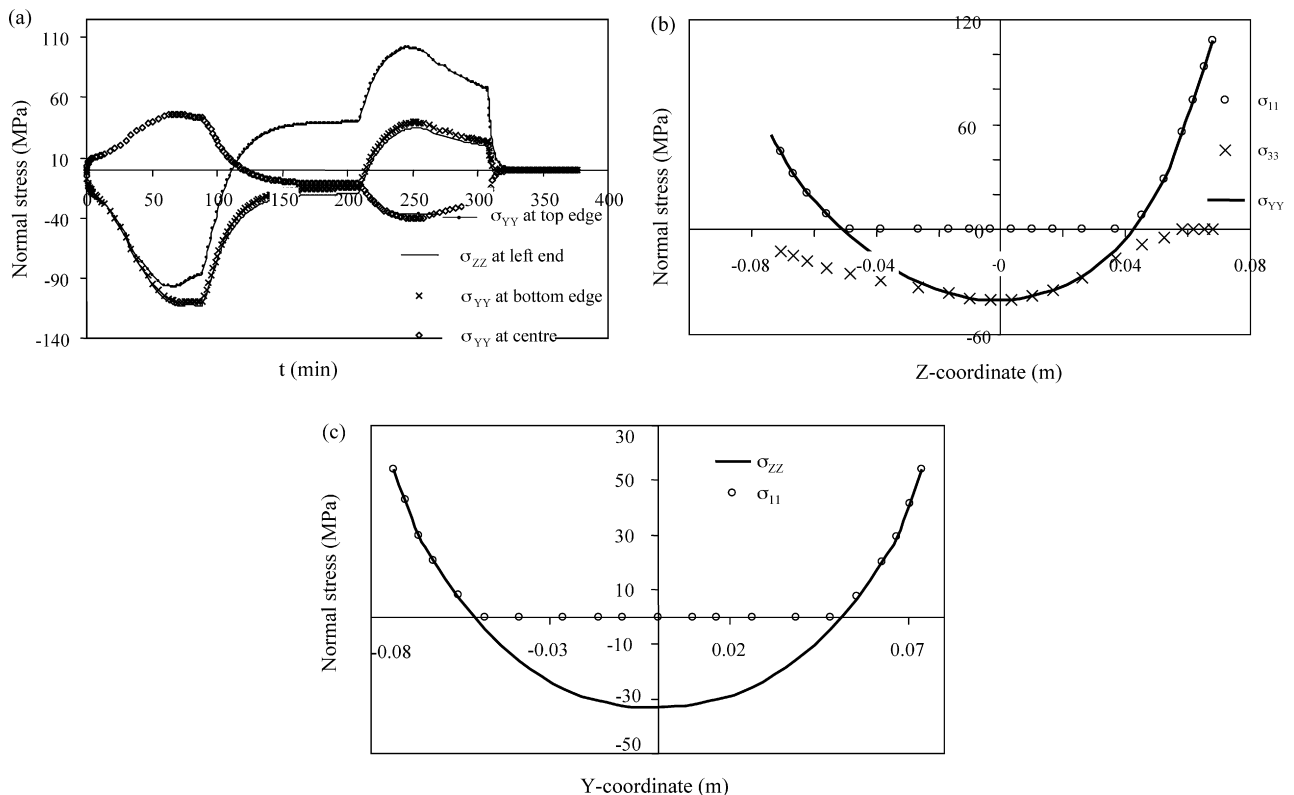 (a)
110
60
10
-40
-90
-140
0 50 100 150 200 250 300 350 400
Normal stress (MPa)
t (min)
σYY at top edge
σZZ at left end
σYY at bottom edge
σYY at centre
(b)
120
60
0
-60
-0.08 -0.04 -0 0.04 0.08
Normal stress (MPa)
Z-coordinate (m)
σ11
σ33
σYY
(c)
30
50
30
10
-10
-30
-50
-0.08 -0.03 0.02 0.07
Normal stress (MPa)
Y-coordinate (m)
σZZ
σ11